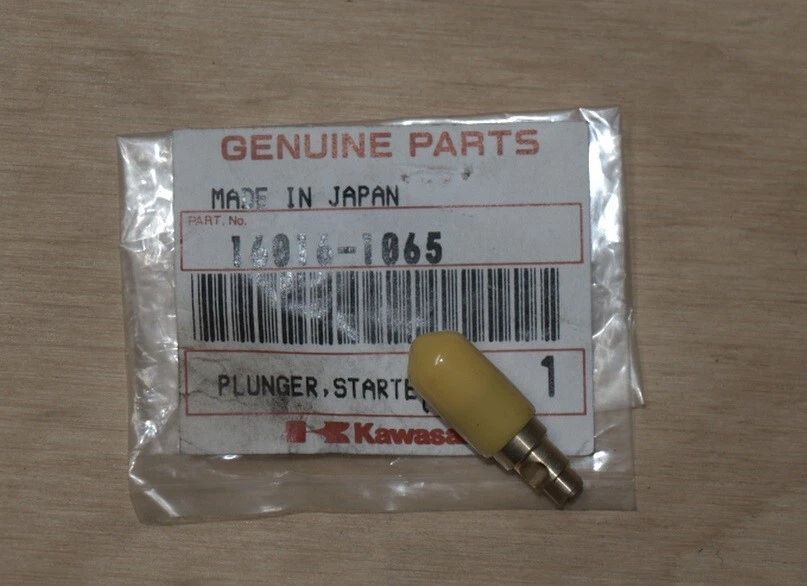 GENUINE PARTS
MADE IN JAPAN
PART. No.
16016-1065
PLUNGER,STARTE
1
Kawasa